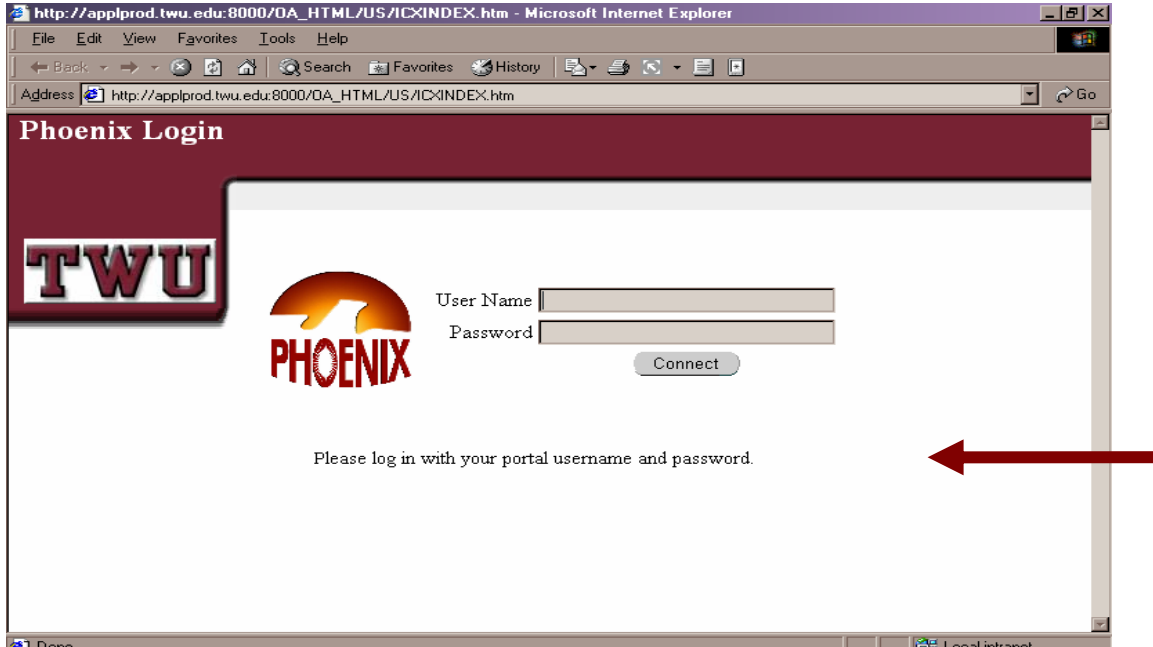 http://applprod.twu.edu:8000/OA_HTML/US/ICXINDEX.htm - Microsoft Internet Explorer
File Edit View Favorites Tools Help
Back Search Favorites History
Address http://applprod.twu.edu:8000/OA_HTML/US/ICXINDEX.htm Go
Phoenix Login
TWU
PHOENIX
User Name
Password
Connect
Please log in with your portal username and password.
Done Local intranet